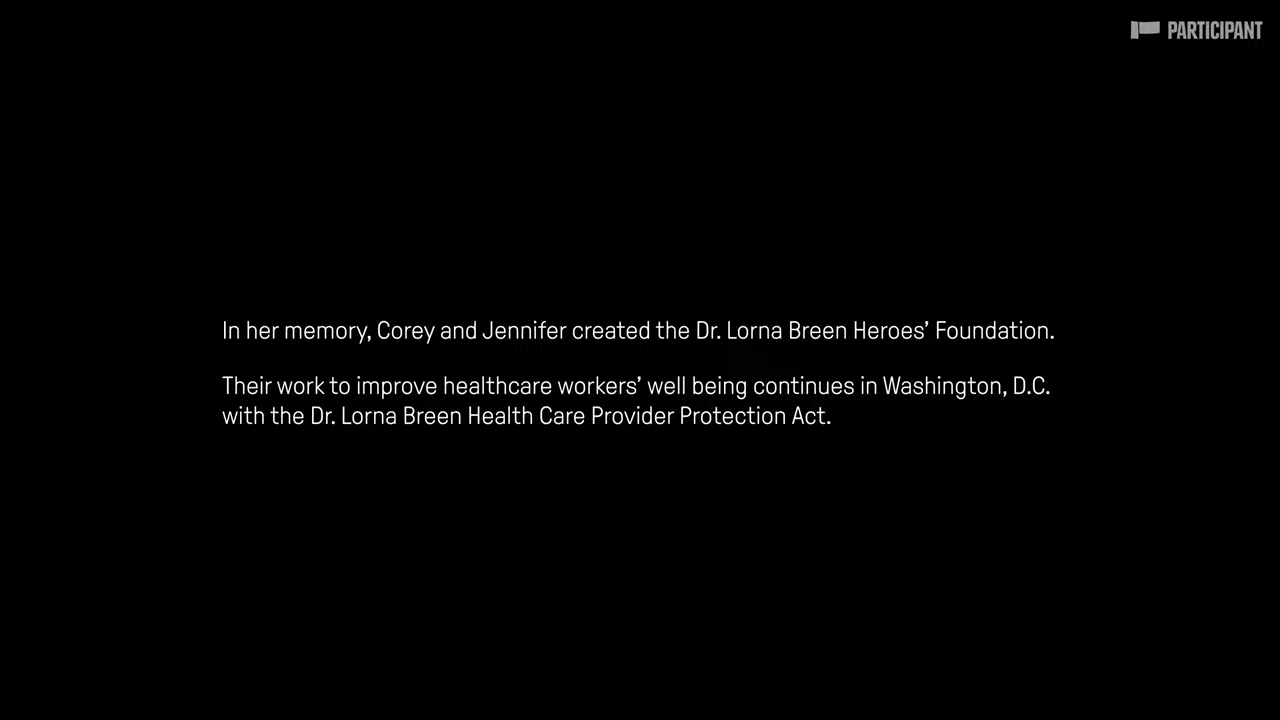 PARTICIPANT
In her memory, Corey and Jennifer created the Dr. Lorna Breen Heroes’ Foundation.
Their work to improve healthcare workers’ well being continues in Washington, D.C.
with the Dr. Lorna Breen Health Care Provider Protection Act.